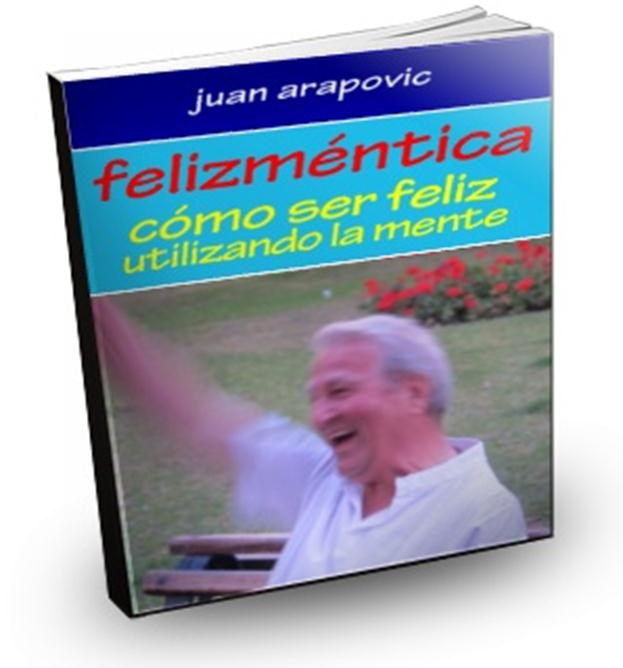 juan arapovic
felizméntica
cómo ser feliz
utilizando la mente